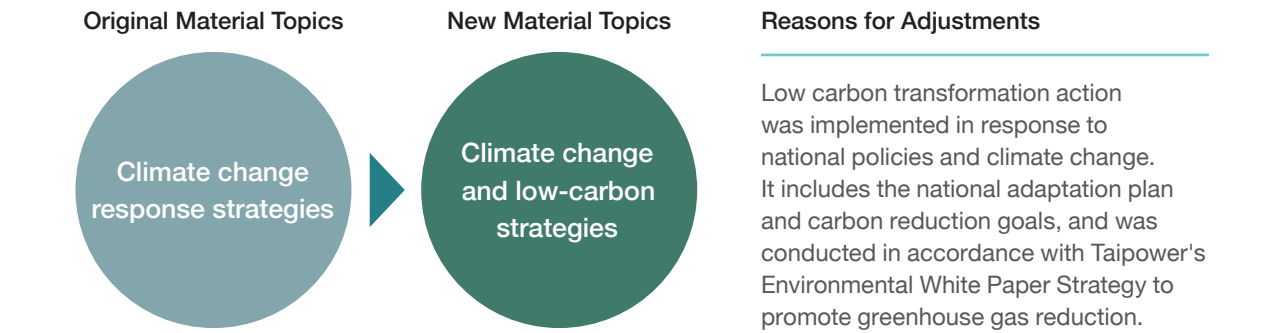 Original Material Topics
New Material Topics
Reasons for Adjustments
Climate change
response strategies
Climate change
and low-carbon
strategies
Low carbon transformation action
was implemented in response to
national policies and climate change.
It includes the national adaptation plan
and carbon reduction goals, and was
conducted in accordance with Taipower's
Environmental White Paper Strategy to
promote greenhouse gas reduction.